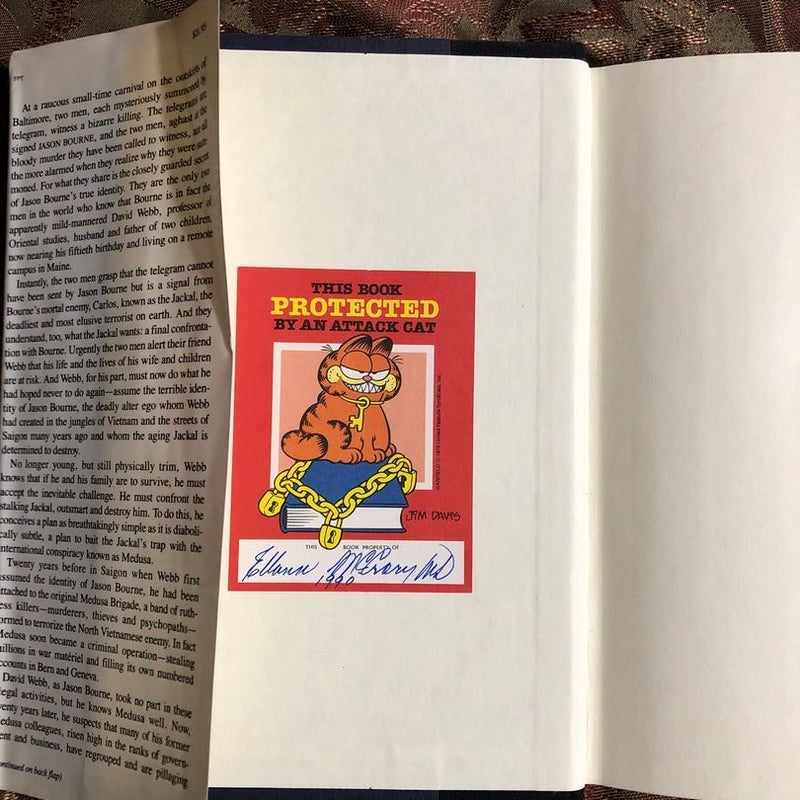 $21.95
FPT
At a raucous small-time carnival on the outskirts of
Baltimore, two men, each mysteriously summoned by
telegram, witness a bizarre killing. The telegrams are
signed JASON BOURNE, and the two men, aghast at the
bloody murder they have been called to witness, are all
the more alarmed when they realize why they were sum-
moned. For what they share is the closely guarded secret
of Jason Bourne's true identity. They are the only two
men in the world who know that Bourne is in fact the
apparently mild-mannered David Webb, professor of
Oriental studies, husband and father of two children,
now nearing his fiftieth birthday and living on a remote
campus in Maine.
Instantly, the two men grasp that the telegram cannot
have been sent by Jason Bourne but is a signal from
Bourne's mortal enemy, Carlos, known as the Jackal, the
deadliest and most elusive terrorist on earth. And they
understand, too, what the Jackal wants: a final confronta-
tion with Bourne. Urgently the two men alert their friend
Webb that his life and the lives of his wife and children
are at risk. And Webb, for his part, must now do what he
had hoped never to do again—assume the terrible iden-
tity of Jason Bourne, the deadly alter ego whom Webb
had created in the jungles of Vietnam and the streets of
Saigon many years ago and whom the aging Jackal is
determined to destroy.
No longer young, but still physically trim, Webb
knows that if he and his family are to survive, he must
accept the inevitable challenge. He must confront the
stalking Jackal, outsmart and destroy him. To do this, he
conceives a plan as breathtakingly simple as it is diaboli-
cally subtle, a plan to bait the Jackal's trap with the
international conspiracy known as Medusa.
Twenty years before in Saigon when Webb first
assumed the identity of Jason Bourne, he had been
attached to the original Medusa Brigade, a band of ruth-
ess killers—murderers, thieves and psychopaths—
ormed to terrorize the North Vietnamese enemy. In fact
Medusa soon became a criminal operation—stealing
illions in war matériel and filling its own numbered
ccounts in Bern and Geneva.
David Webb, as Jason Bourne, took no part in these
legal activities, but he knows Medusa well. Now,
enty years later, he suspects that many of his former
edusa colleagues, risen high in the ranks of govern-
ent and business, have regrouped and are pillaging
ontinued on back flap)
THIS BOOK
PROTECTED
BY AN ATTACK CAT
GARFIELD © 1978 United Feature Syndicate, Inc.
JIM DAVIS
THIS BOOK PROPERTY OF
McCrary MD
1990